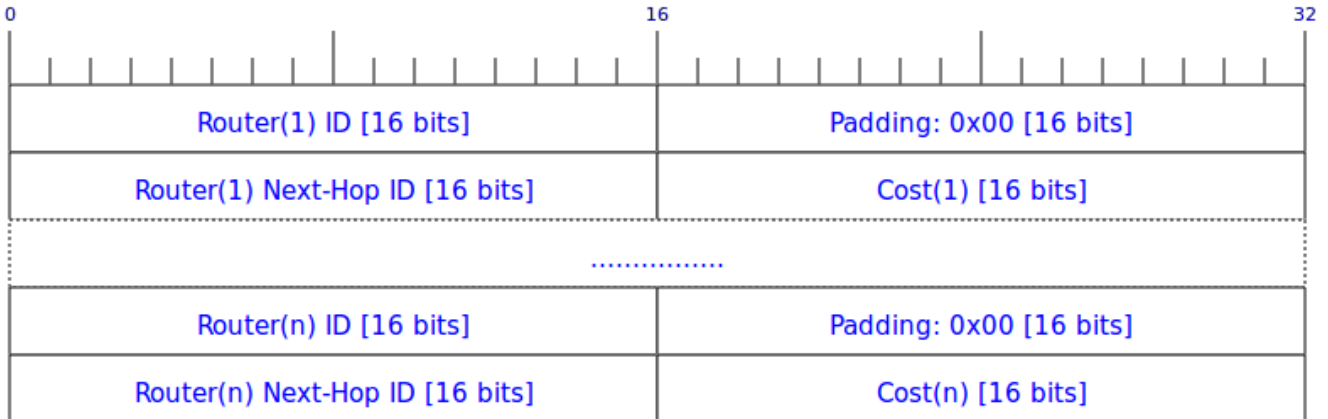 0 16 32
Router(1) ID [16 bits] Padding: 0x00 [16 bits]
Router(1) Next-Hop ID [16 bits] Cost(1) [16 bits]
................
Router(n) ID [16 bits] Padding: 0x00 [16 bits]
Router(n) Next-Hop ID [16 bits] Cost(n) [16 bits]